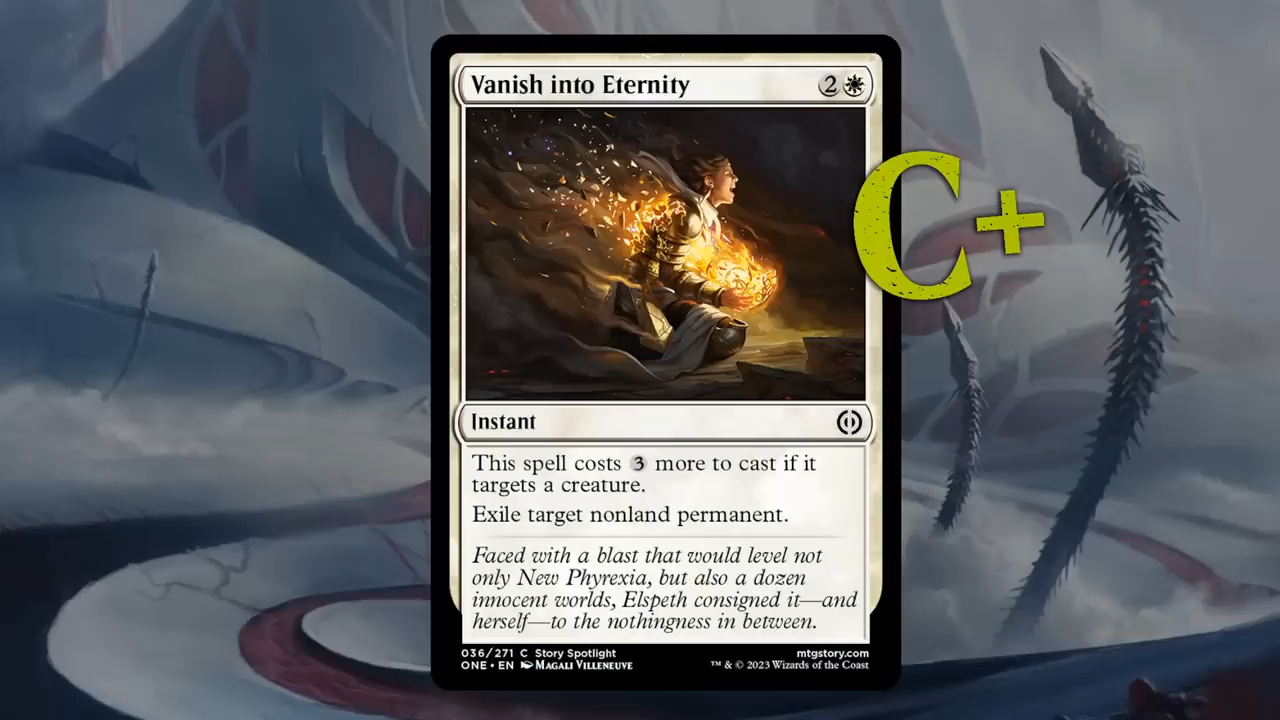 Vanish into Eternity 2
C+
Instant
This spell costs 3 more to cast if it
targets a creature.
Exile target nonland permanent.
Faced with a blast that would level not
only New Phyrexia, but also a dozen
innocent worlds, Elspeth consigned it—and
herself—to the nothingness in between.
036/271 C Story Spotlight mtgstory.com
ONE • EN Magali Villeneuve ™ & © 2023 Wizards of the Coast